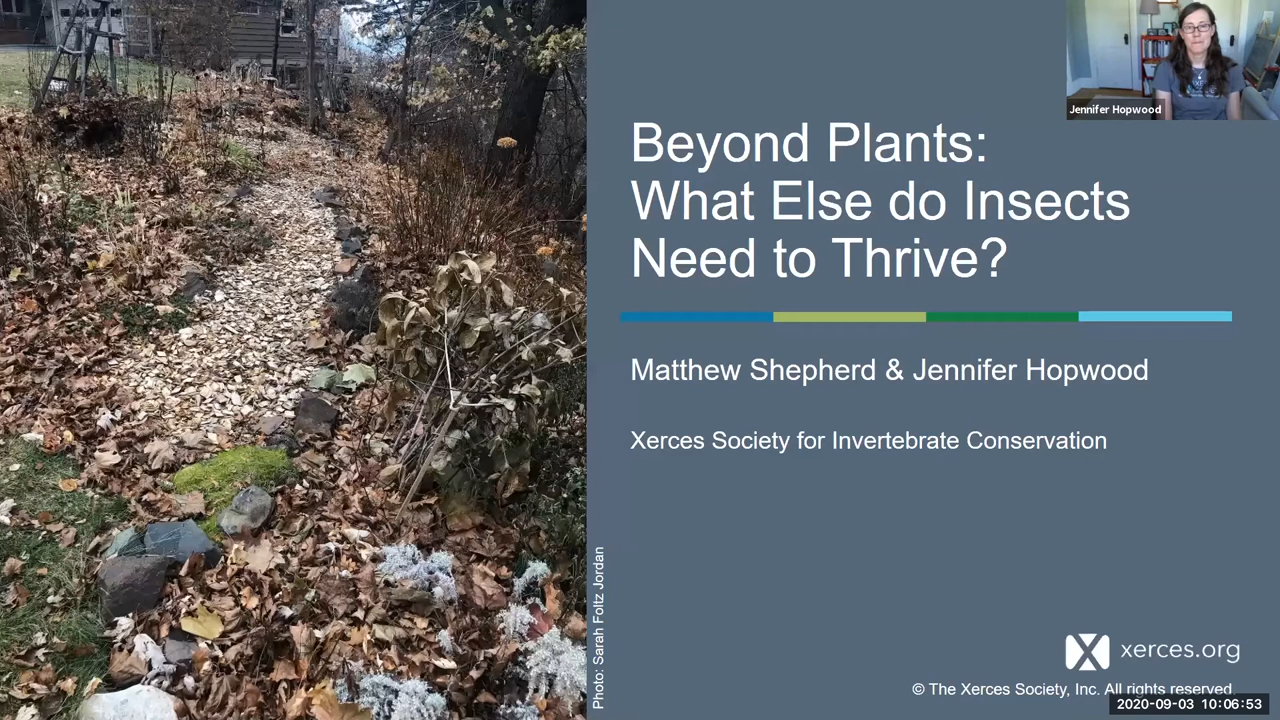 Jennifer Hopwood
Beyond Plants:
What Else do Insects
Need to Thrive?
Matthew Shepherd & Jennifer Hopwood
Xerces Society for Invertebrate Conservation
Photo: Sarah Foltz Jordan
xerces.org
© The Xerces Society, Inc. All rights reserved.
2020-09-03 10:06:53